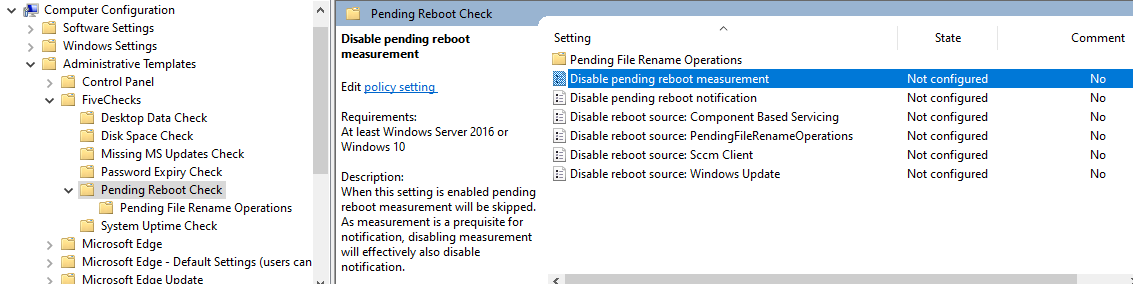 Computer Configuration
Software Settings
Windows Settings
Administrative Templates
Control Panel
FiveChecks
Desktop Data Check
Disk Space Check
Missing MS Updates Check
Password Expiry Check
Pending Reboot Check
Pending File Rename Operations
System Uptime Check
Microsoft Edge
Microsoft Edge - Default Settings (users can
Microsoft Edge Update
Pending Reboot Check
Disable pending reboot
measurement
Edit policy setting
Requirements:
At least Windows Server 2016 or
Windows 10
Description:
When this setting is enabled pending
reboot measurement will be skipped.
As measurement is a prequisite for
notification, disabling measurement
will effectively also disable
notification.
Setting State Comment
Pending File Rename Operations
Disable pending reboot measurement Not configured No
Disable pending reboot notification Not configured No
Disable reboot source: Component Based Servicing Not configured No
Disable reboot source: PendingFileRenameOperations Not configured No
Disable reboot source: Sccm Client Not configured No
Disable reboot source: Windows Update Not configured No